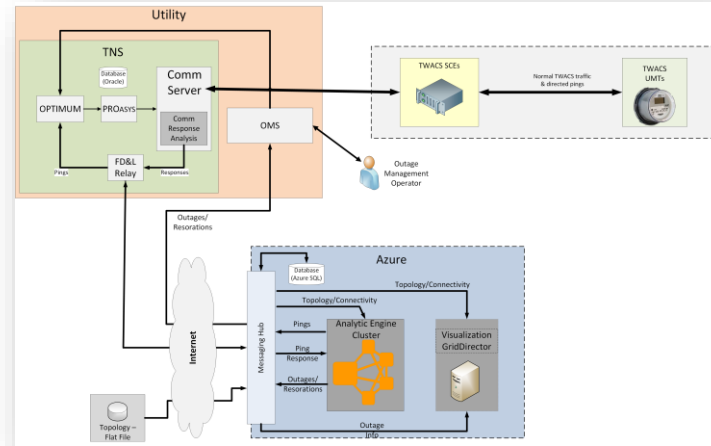 Utility
TNS
Database
(Oracle)
Comm
Server
OPTIMUM
PROASYS
Comm
Response
Analysis
FD&L
Relay
Pings
Responses
OMS
TWACS SCEs
Normal TWACS traffic
& directed pings
TWACS
UMTs
Outage
Management
Operator
Outages/
Resorations
Azure
Database
(Azure SQL)
Topology/Connectivity
Topology/Connectivity
Internet
Messaging Hub
Pings
Ping
Response
Outages/
Resorations
Analytic Engine
Cluster
Visualization
GridDirector
Topology –
Flat File
Outage
Info